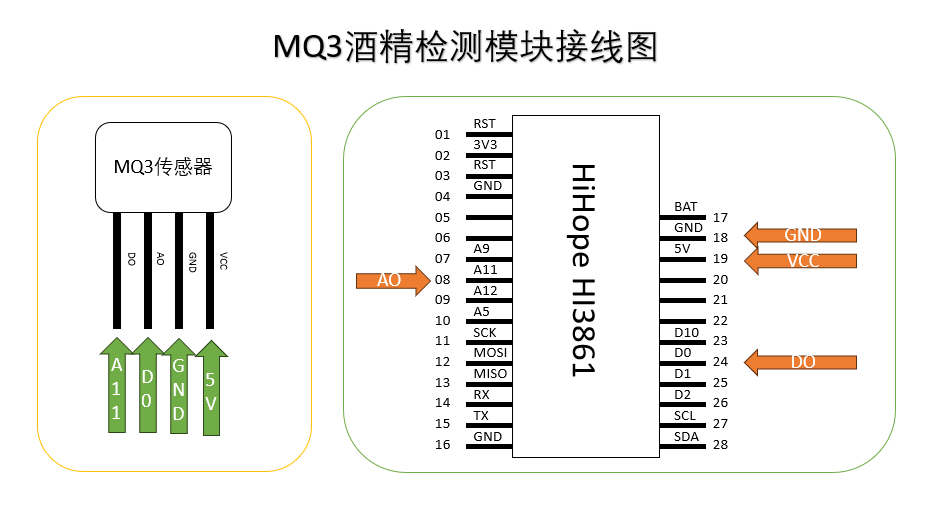 MQ3酒精检测模块接线图
MQ3传感器
DO
AO
GND
VCC
A11
D0
GND
5V
HiHope HI3861
01 RST
02 3V3
03 RST
04 GND
05
06
07 A9
08 A11
09 A12
10 A5
11 SCK
12 MOSI
13 MISO
14 RX
15 TX
16 GND
AO
BAT 17
GND 18
5V 19
20
21
22
D10 23
D0 24
D1 25
D2 26
SCL 27
SDA 28
GND
VCC
DO